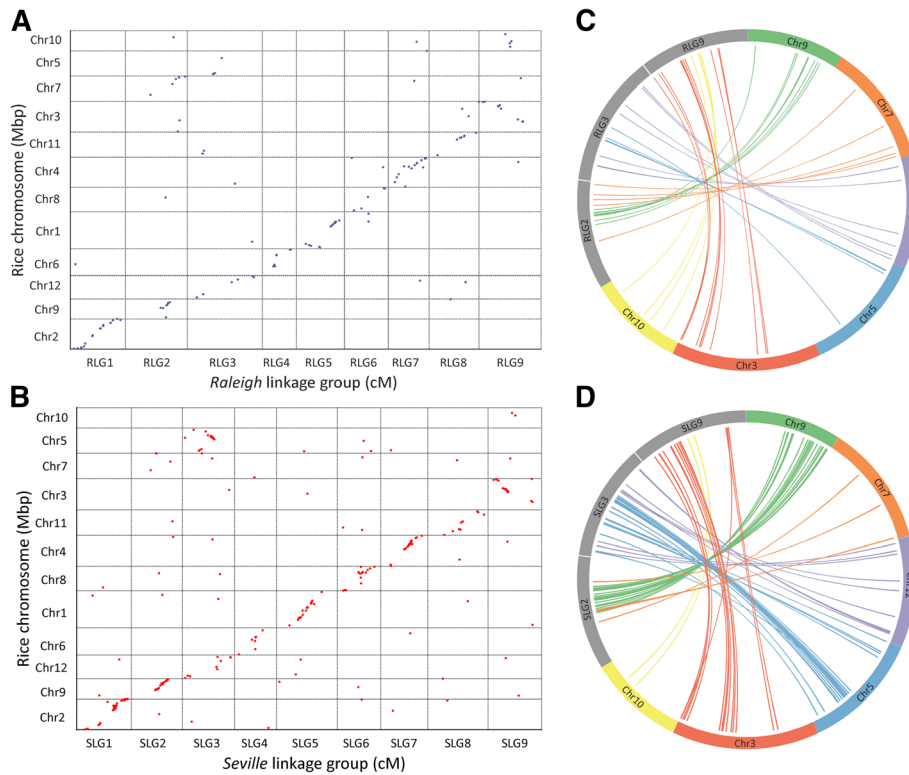 A
Rice chromosome (Mbp)
Chr10
Chr5
Chr7
Chr3
Chr11
Chr4
Chr8
Chr1
Chr6
Chr12
Chr9
Chr2
RLG1 RLG2 RLG3 RLG4 RLG5 RLG6 RLG7 RLG8 RLG9
Raleigh linkage group (cM)
B
Rice chromosome (Mbp)
Chr10
Chr5
Chr7
Chr3
Chr11
Chr4
Chr8
Chr1
Chr6
Chr12
Chr9
Chr2
SLG1 SLG2 SLG3 SLG4 SLG5 SLG6 SLG7 SLG8 SLG9
Seville linkage group (cM)
C
RLG9
Chr9
Chr7
Chr5
Chr3
Chr10
RLG2
RLG3
D
SLG9
Chr9
Chr7
Chr5
Chr3
Chr10
SLG2
SLG3